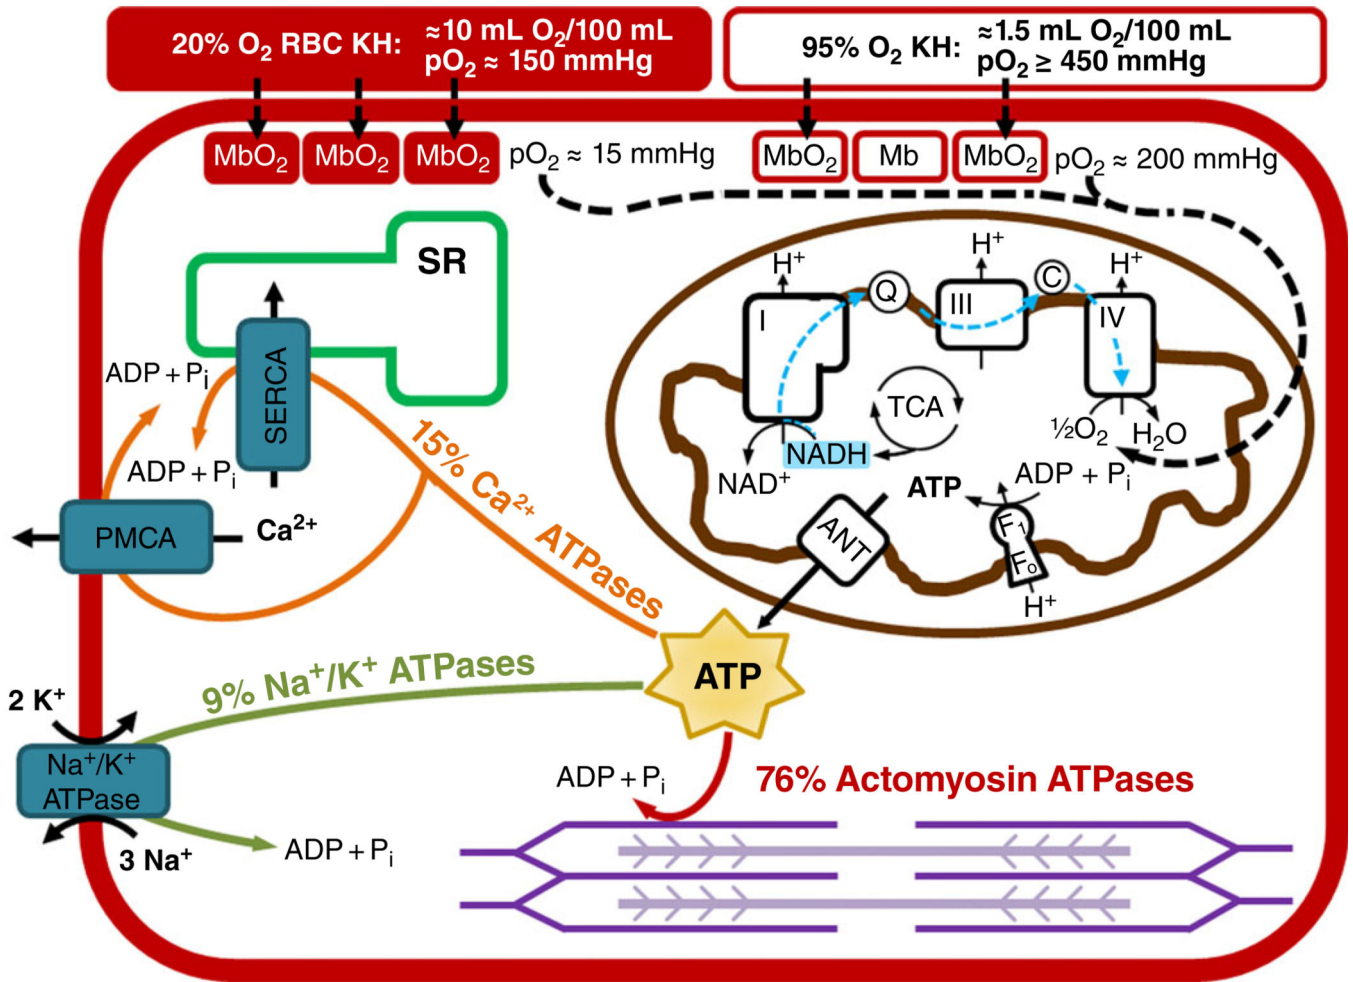 20% O₂ RBC KH: ≈10 mL O₂/100 mL
pO₂ ≈ 150 mmHg
95% O₂ KH: ≈1.5 mL O₂/100 mL
pO₂ ≥ 450 mmHg
MbO₂ MbO₂ MbO₂ pO₂ ≈ 15 mmHg
MbO₂ Mb MbO₂ pO₂ ≈ 200 mmHg
SR
H⁺ H⁺ H⁺
I Q III C IV
TCA
NADH
NAD⁺
½O₂ H₂O
ATP ADP + Pᵢ
ANT
F₁
F₀
H⁺
SERCA
ADP + Pᵢ
ADP + Pᵢ
PMCA Ca²⁺
15% Ca²⁺ ATPases
9% Na⁺/K⁺ ATPases
ATP
2 K⁺
Na⁺/K⁺
ATPase
3 Na⁺
ADP + Pᵢ
ADP + Pᵢ
76% Actomyosin ATPases